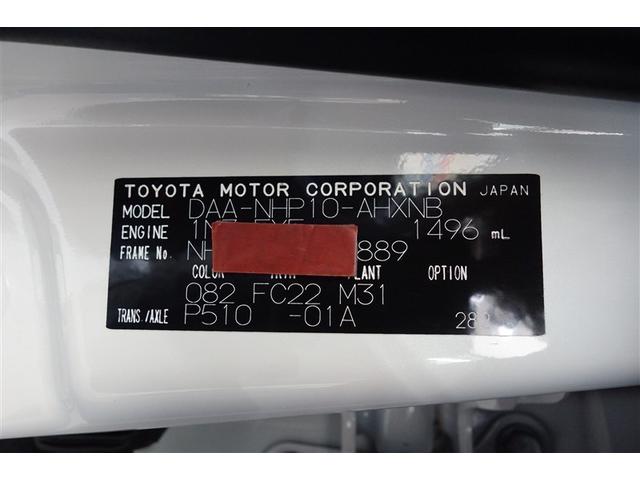 TOYOTA MOTOR CORPORATION JAPAN
MODEL DAA-NHP10-AHXNB
ENGINE 1496 mL
FRAME No. NH 889
COLOR PLANT OPTION
082 FC22 M31
TRANS./AXLE P510 -01A